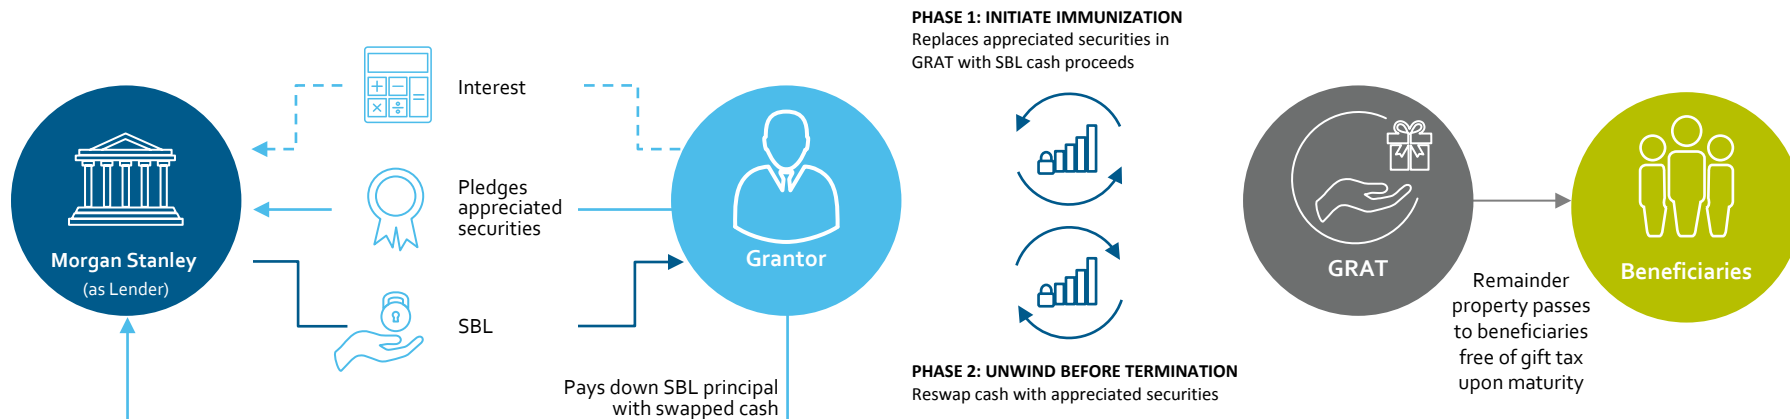 PHASE 1: INITIATE IMMUNIZATION
Replaces appreciated securities in
GRAT with SBL cash proceeds
Interest
Pledges
appreciated
securities
SBL
Morgan Stanley
(as Lender)
Grantor
GRAT
Beneficiaries
Remainder
property passes
to beneficiaries
free of gift tax
upon maturity
Pays down SBL principal
with swapped cash
PHASE 2: UNWIND BEFORE TERMINATION
Reswap cash with appreciated securities